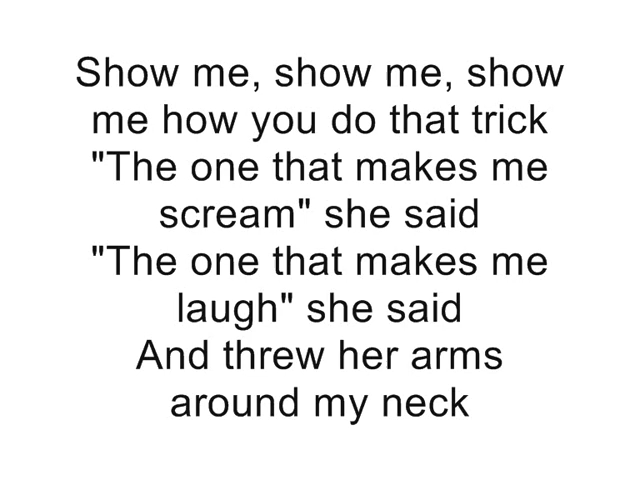 Show me, show me, show
me how you do that trick
"The one that makes me
scream" she said
"The one that makes me
laugh" she said
And threw her arms
around my neck